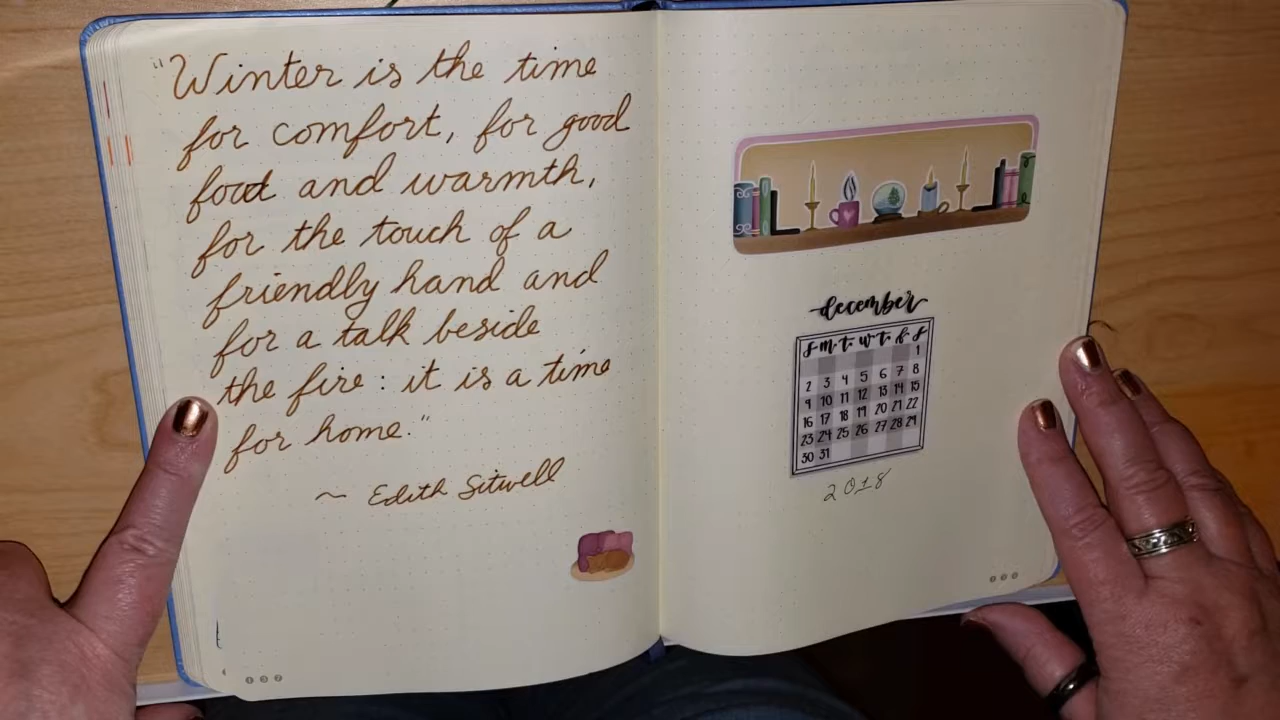 "Winter is the time
for comfort, for good
food and warmth,
for the touch of a
friendly hand and
for a talk beside
the fire: it is a time
for home."
~ Edith Sitwell
december
S M T W T F S
1
2 3 4 5 6 7 8
9 10 11 12 13 14 15
16 17 18 19 20 21 22
23 24 25 26 27 28 29
30 31
2018